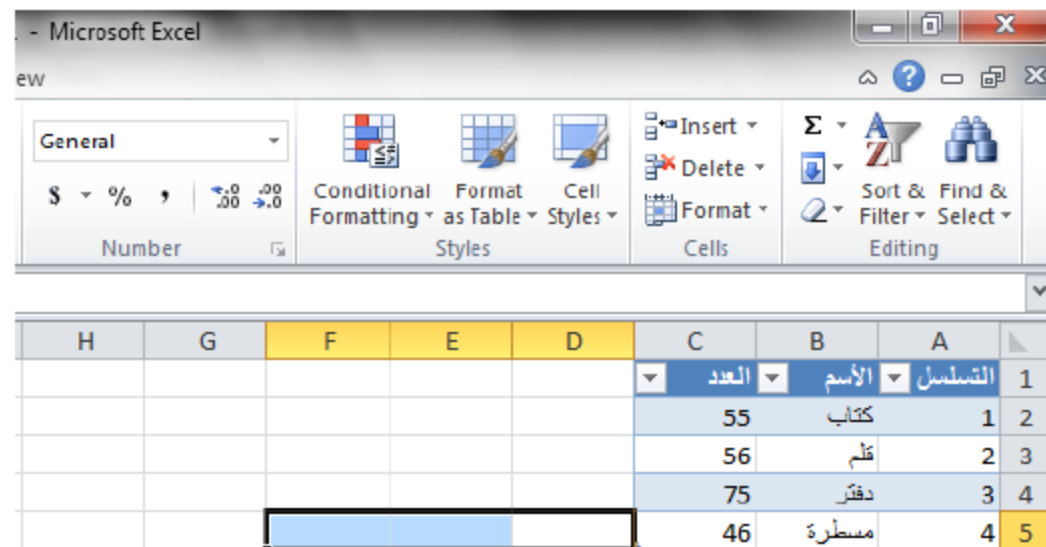 . - Microsoft Excel
ew
General
$ % , .0 .00 .00 .0
Conditional Formatting
Format as Table
Cell Styles
Insert
Delete
Format
Σ
A Z
Sort & Filter
Find & Select
Number
Styles
Cells
Editing
H G F E D C B A
التسلسل الأسم العدد 1
1 كتاب 55 2
2 قلم 56 3
3 دفتر 75 4
4 مسطرة 46 5